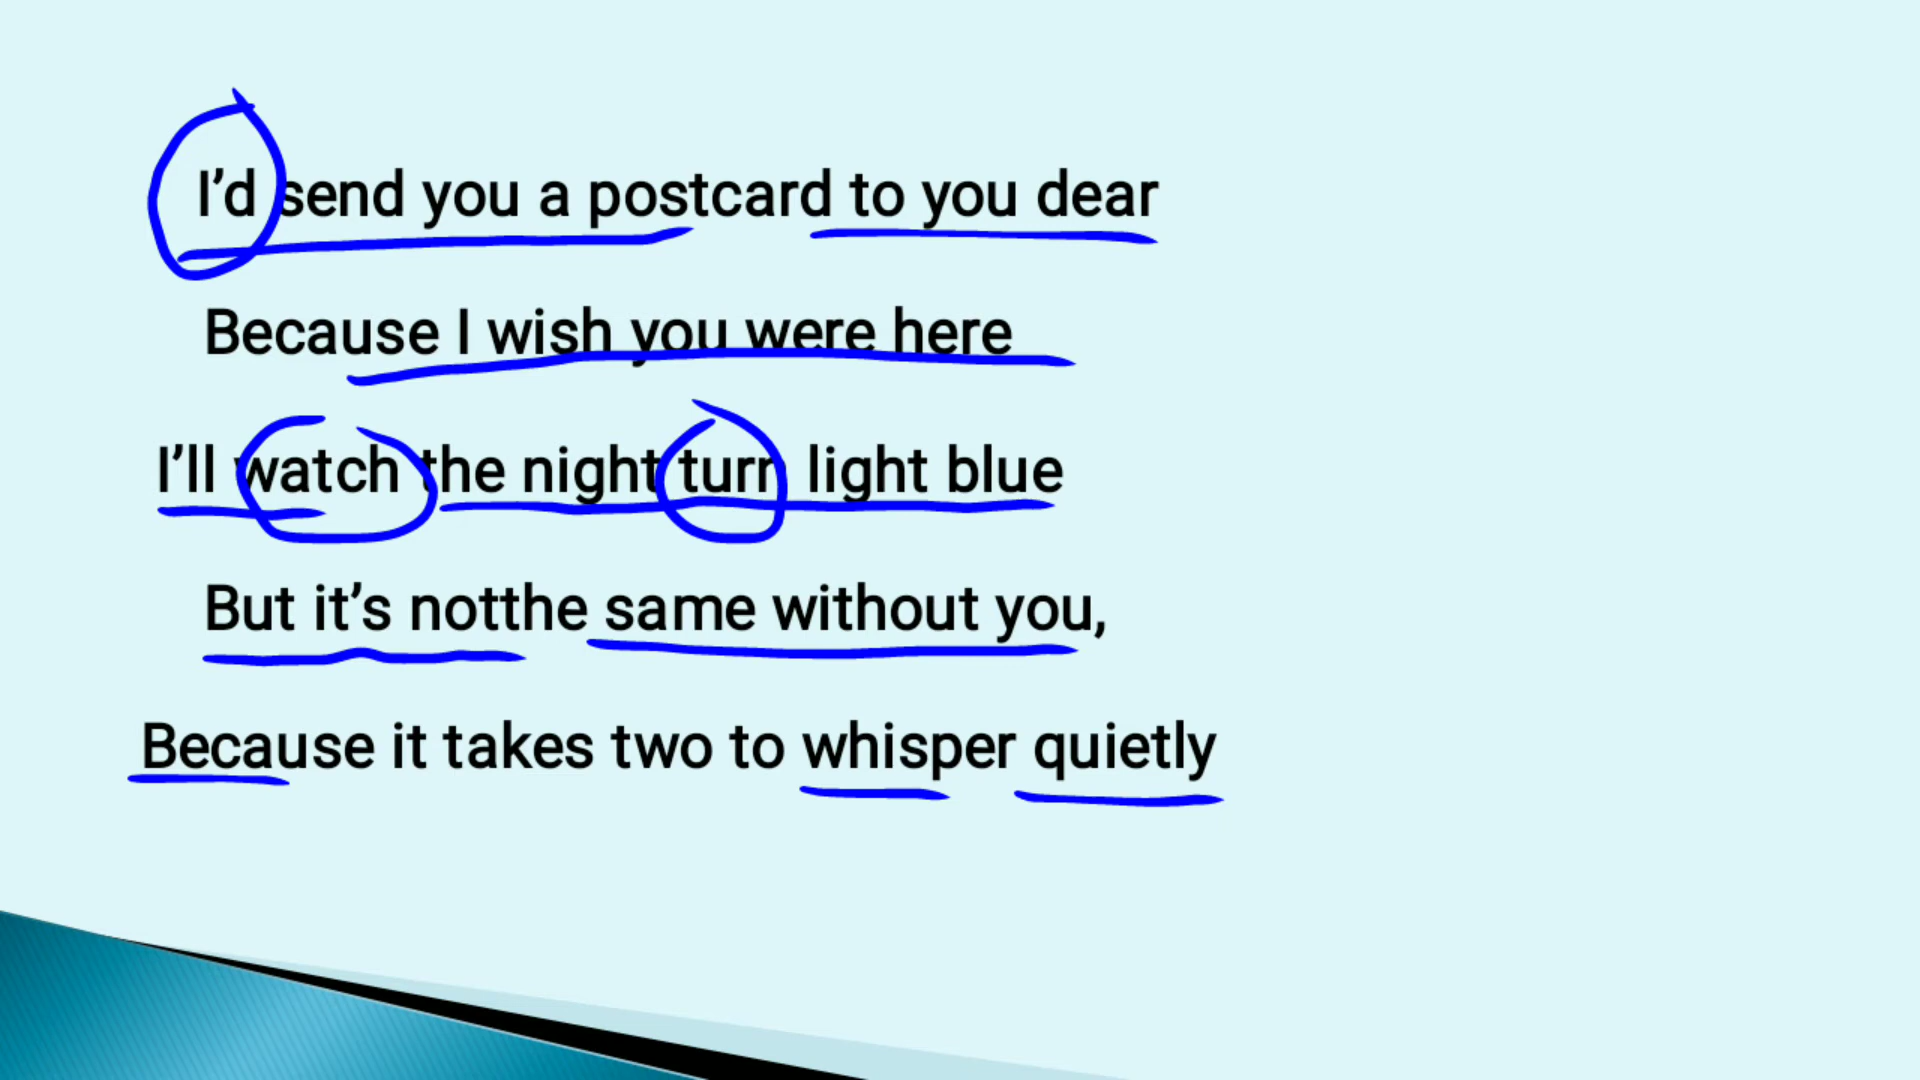 I’d send you a postcard to you dear
Because I wish you were here
I’ll watch the night turn light blue
But it’s notthe same without you,
Because it takes two to whisper quietly